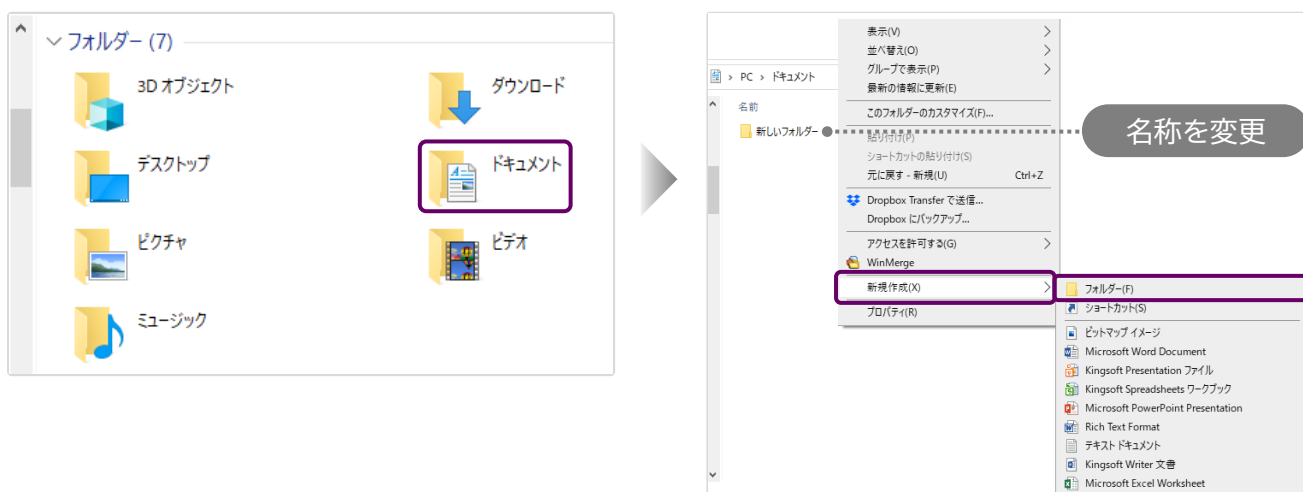 フォルダー (7)
3D オブジェクト
ダウンロード
デスクトップ
ドキュメント
ピクチャ
ビデオ
ミュージック
PC > ドキュメント
名前
新しいフォルダー
名称を変更
表示(V)
並べ替え(O)
グループで表示(P)
最新の情報に更新(E)
このフォルダーのカスタマイズ(F)...
貼り付け(P)
ショートカットの貼り付け(S)
元に戻す - 新規(U) Ctrl+Z
Dropbox Transfer で送信...
Dropbox にバックアップ...
アクセスを許可する(G)
WinMerge
新規作成(X)
プロパティ(R)
フォルダー(F)
ショートカット(S)
ビットマップ イメージ
Microsoft Word Document
Kingsoft Presentation ファイル
Kingsoft Spreadsheets ワークブック
Microsoft PowerPoint Presentation
Rich Text Format
テキスト ドキュメント
Kingsoft Writer 文書
Microsoft Excel Worksheet